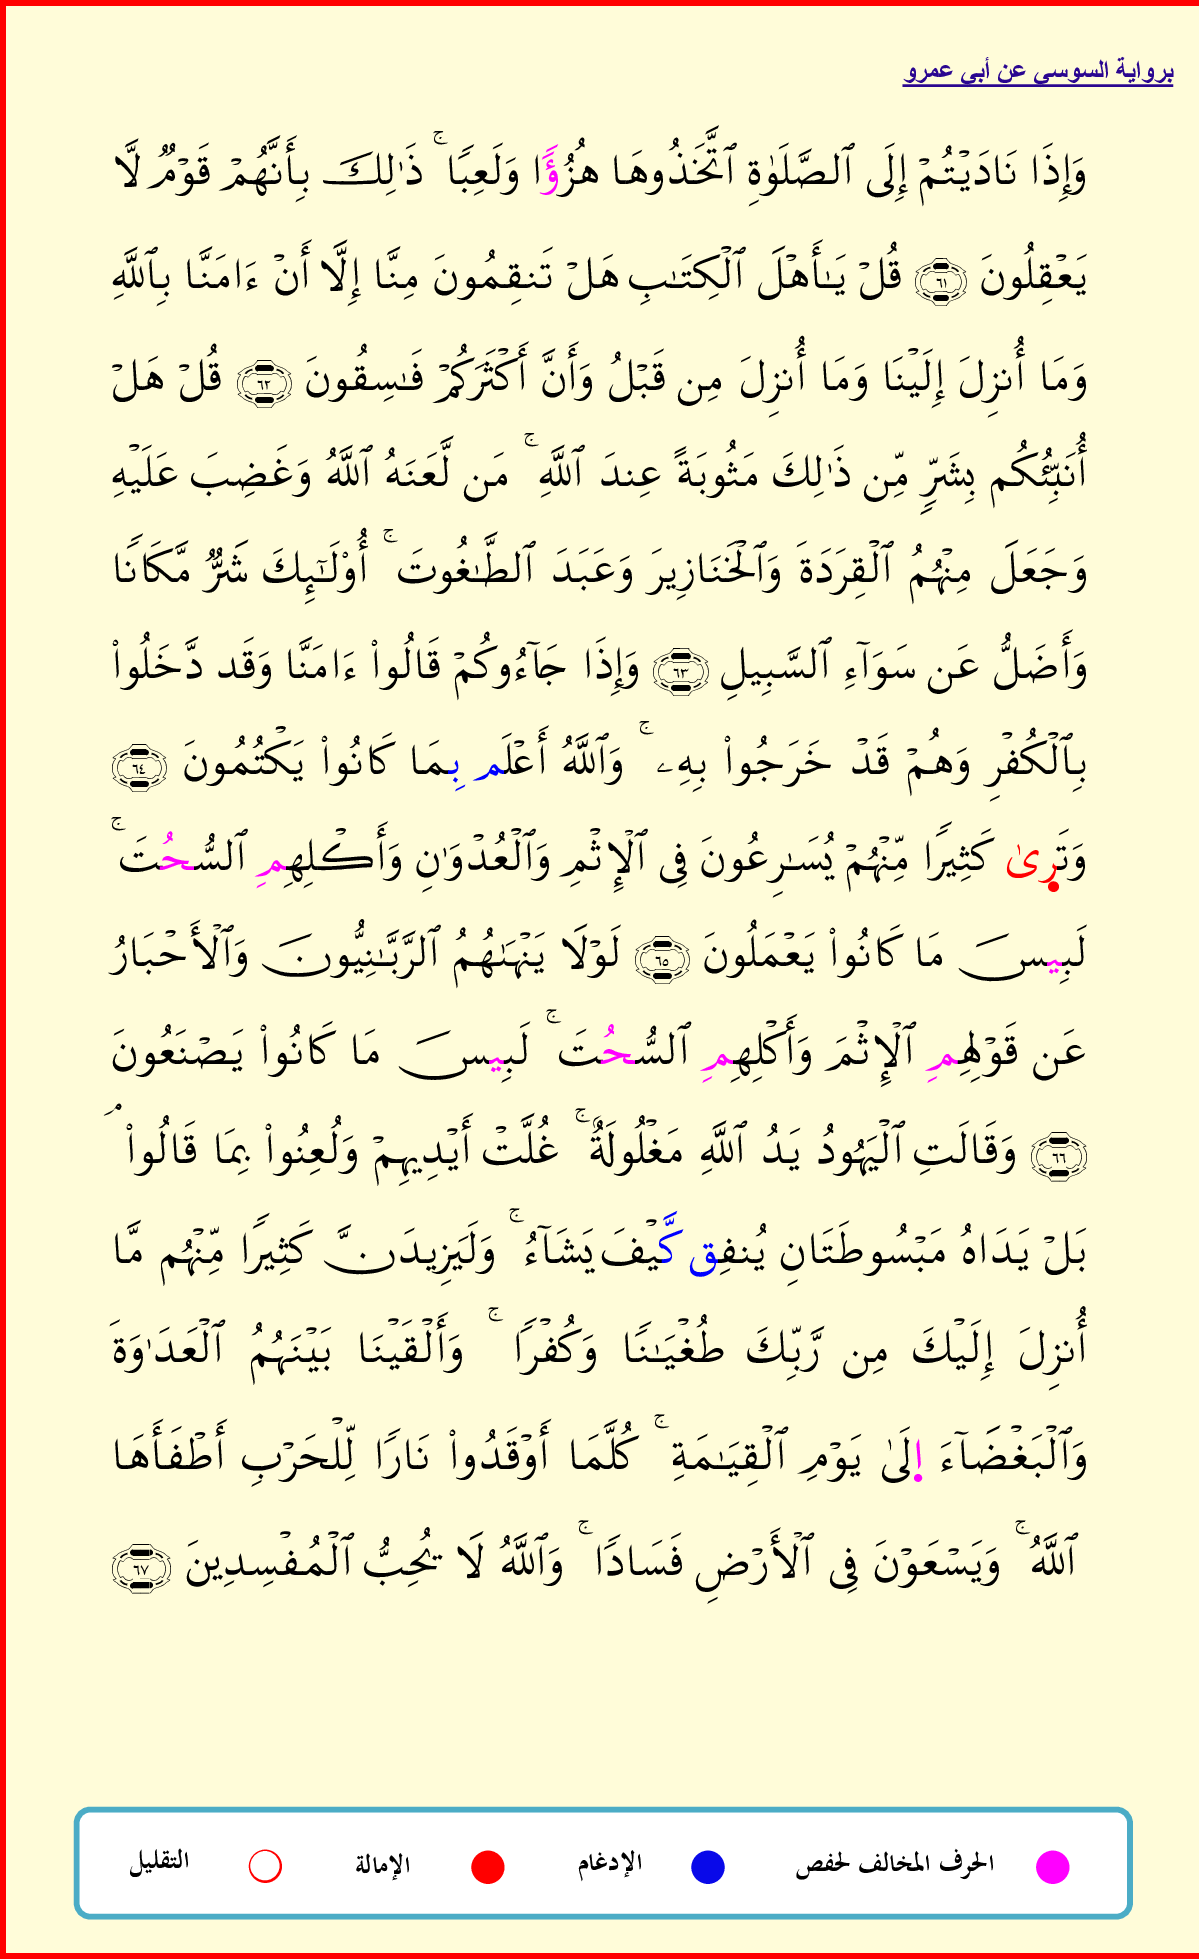 برواية السوسي عن أبي عمرو
وَإِذَا نَادَيْتُمْ إِلَى ٱلصَّلَوٰةِ ٱتَّخَذُوهَا هُزُؤًا وَلَعِبًا ۚ ذَٰلِكَ بِأَنَّهُمْ قَوْمٌ لَّا
يَعْقِلُونَ ٦١ قُلْ يَـٰأَهْلَ ٱلْكِتَـٰبِ هَلْ تَنقِمُونَ مِنَّا إِلَّا أَنْ ءَامَنَّا بِٱللَّهِ
وَمَا أُنزِلَ إِلَيْنَا وَمَا أُنزِلَ مِن قَبْلُ وَأَنَّ أَكْثَرَكُمْ فَـٰسِقُونَ ٦٢ قُلْ هَلْ
أُنَبِّئُكُم بِشَرٍّ مِّن ذَٰلِكَ مَثُوبَةً عِندَ ٱللَّهِ ۚ مَن لَّعَنَهُ ٱللَّهُ وَغَضِبَ عَلَيْهِ
وَجَعَلَ مِنْهُمُ ٱلْقِرَدَةَ وَٱلْخَنَازِيرَ وَعَبَدَ ٱلطَّـٰغُوتَ ۚ أُوْلَـٰٓئِكَ شَرٌّ مَّكَانًا
وَأَضَلُّ عَن سَوَآءِ ٱلسَّبِيلِ ٦٣ وَإِذَا جَآءُوكُمْ قَالُوا۟ ءَامَنَّا وَقَد دَّخَلُوا۟
بِٱلْكُفْرِ وَهُمْ قَدْ خَرَجُوا۟ بِهِۦ ۚ وَٱللَّهُ أَعْلَم بِمَا كَانُوا۟ يَكْتُمُونَ ٦٤
وَتَرِىٰ كَثِيرًا مِّنْهُمْ يُسَـٰرِعُونَ فِى ٱلْإِثْمِ وَٱلْعُدْوَٰنِ وَأَكْلِهِمِ ٱلسُّحُتَ ۚ
لَبِيسَ مَا كَانُوا۟ يَعْمَلُونَ ٦٥ لَوْلَا يَنْهَىٰهُمُ ٱلرَّبَّـٰنِيُّونَ وَٱلْأَحْبَارُ
عَن قَوْلِهِمِ ٱلْإِثْمَ وَأَكْلِهِمِ ٱلسُّحُتَ ۚ لَبِيسَ مَا كَانُوا۟ يَصْنَعُونَ
٦٦ وَقَالَتِ ٱلْيَهُودُ يَدُ ٱللَّهِ مَغْلُولَةٌ ۚ غُلَّتْ أَيْدِيهِمْ وَلُعِنُوا۟ بِمَا قَالُوا۟ ۘ
بَلْ يَدَاهُ مَبْسُوطَتَانِ يُنفِق كَّيْفَ يَشَآءُ ۚ وَلَيَزِيدَنَّ كَثِيرًا مِّنْهُم مَّا
أُنزِلَ إِلَيْكَ مِن رَّبِّكَ طُغْيَـٰنًا وَكُفْرًا ۚ وَأَلْقَيْنَا بَيْنَهُمُ ٱلْعَدَٰوَةَ
وَٱلْبَغْضَآءَ اِلَىٰ يَوْمِ ٱلْقِيَـٰمَةِ ۚ كُلَّمَا أَوْقَدُوا۟ نَارًا لِّلْحَرْبِ أَطْفَأَهَا
ٱللَّهُ ۚ وَيَسْعَوْنَ فِى ٱلْأَرْضِ فَسَادًا ۚ وَٱللَّهُ لَا يُحِبُّ ٱلْمُفْسِدِينَ ٦٧
الحرف المخالف لحفص الإدغام الإمالة التقليل